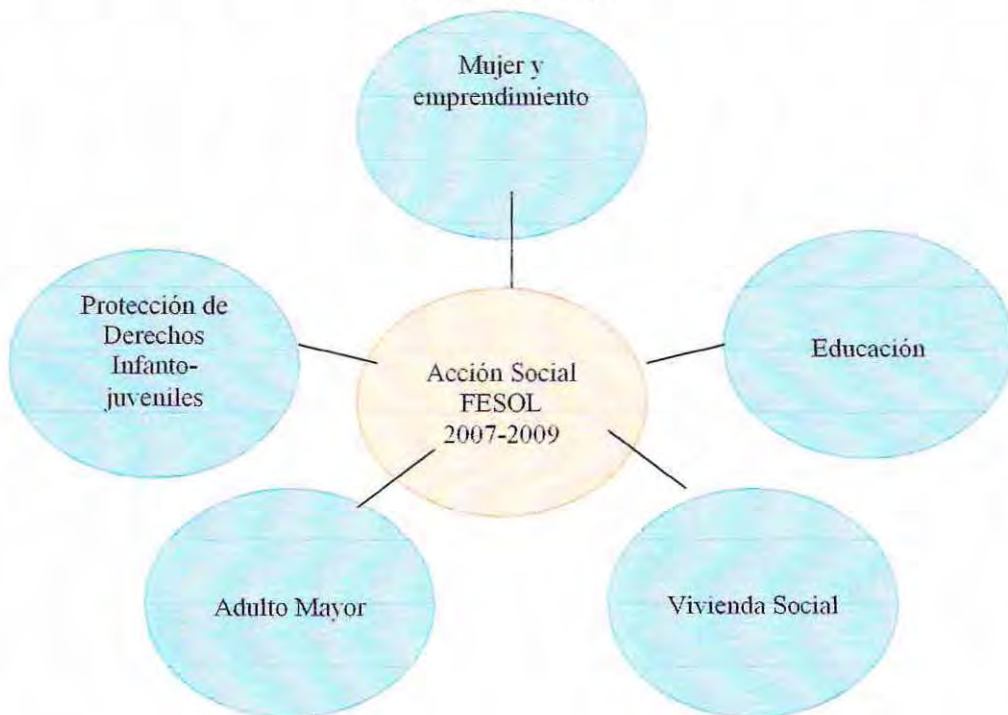 Mujer y
emprendimiento
Protección de
Derechos
Infanto-
juveniles
Acción Social
FESOL
2007-2009
Educación
Adulto Mayor
Vivienda Social